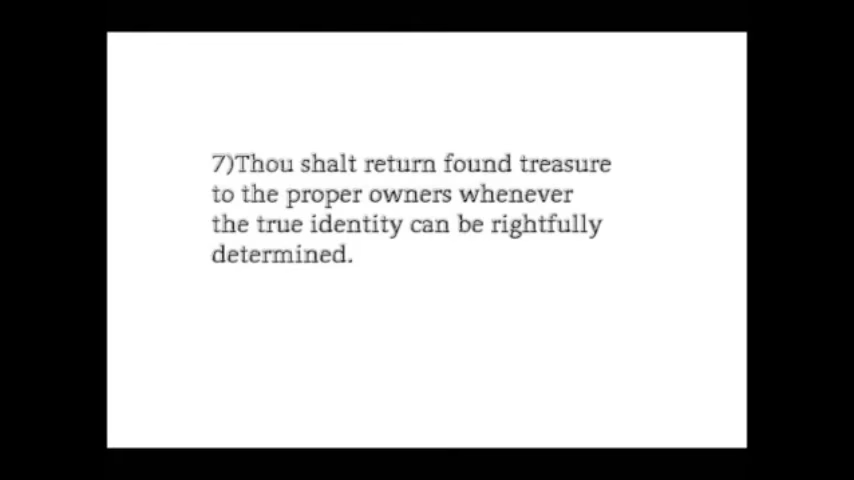 7)Thou shalt return found treasure
to the proper owners whenever
the true identity can be rightfully
determined.